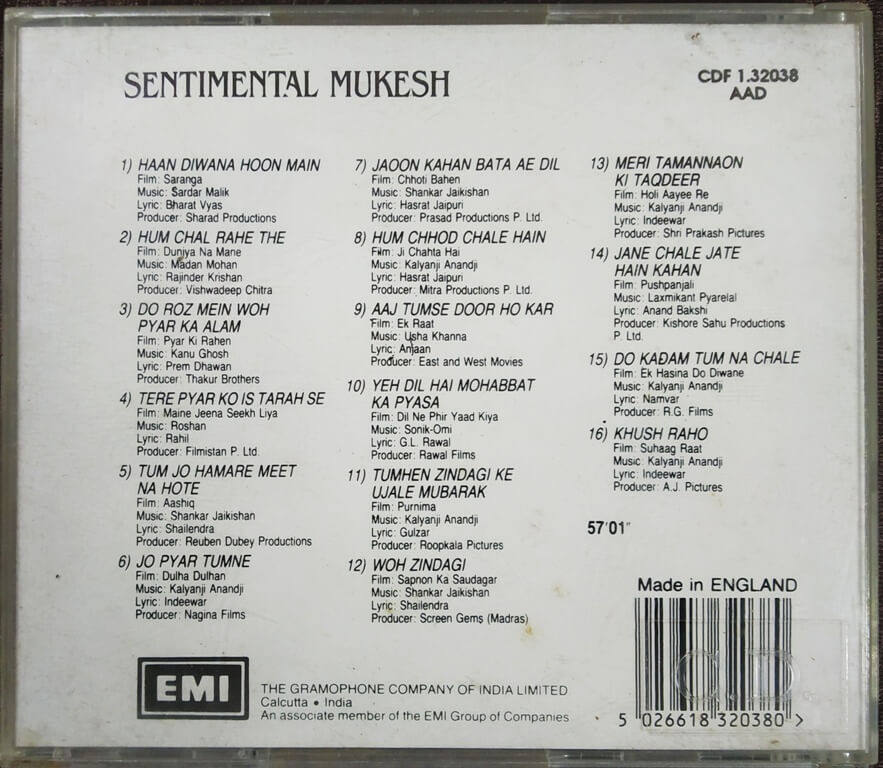 SENTIMENTAL MUKESH
CDF 1.32038
AAD
1) HAAN DIWANA HOON MAIN
Film: Saranga
Music: Sardar Malik
Lyric: Bharat Vyas
Producer: Sharad Productions
2) HUM CHAL RAHE THE
Film: Duniya Na Mane
Music: Madan Mohan
Lyric: Rajinder Krishan
Producer: Vishwadeep Chitra
3) DO ROZ MEIN WOH
PYAR KA ALAM
Film: Pyar Ki Rahen
Music: Kanu Ghosh
Lyric: Prem Dhawan
Producer: Thakur Brothers
4) TERE PYAR KO IS TARAH SE
Film: Maine Jeena Seekh Liya
Music: Roshan
Lyric: Rahil
Producer: Filmistan P. Ltd.
5) TUM JO HAMARE MEET
NA HOTE
Film: Aashiq
Music: Shankar Jaikishan
Lyric: Shailendra
Producer: Reuben Dubey Productions
6) JO PYAR TUMNE
Film: Dulha Dulhan
Music: Kalyanji Anandji
Lyric: Indeewar
Producer: Nagina Films
7) JAOON KAHAN BATA AE DIL
Film: Chhoti Bahen
Music: Shankar Jaikishan
Lyric: Hasrat Jaipuri
Producer: Prasad Productions P. Ltd.
8) HUM CHHOD CHALE HAIN
Film: Ji Chahta Hai
Music: Kalyanji Anandji
Lyric: Hasrat Jaipuri
Producer: Mitra Productions P. Ltd.
9) AAJ TUMSE DOOR HO KAR
Film: Ek Raat
Music: Usha Khanna
Lyric: Anjaan
Producer: East and West Movies
10) YEH DIL HAI MOHABBAT
KA PYASA
Film: Dil Ne Phir Yaad Kiya
Music: Sonik-Omi
Lyric: G.L. Rawal
Producer: Rawal Films
11) TUMHEN ZINDAGI KE
UJALE MUBARAK
Film: Purnima
Music: Kalyanji Anandji
Lyric: Gulzar
Producer: Roopkala Pictures
12) WOH ZINDAGI
Film: Sapnon Ka Saudagar
Music: Shankar Jaikishan
Lyric: Shailendra
Producer: Screen Gems (Madras)
13) MERI TAMANNAON
KI TAQDEER
Film: Holi Aayee Re
Music: Kalyanji Anandji
Lyric: Indeewar
Producer: Shri Prakash Pictures
14) JANE CHALE JATE
HAIN KAHAN
Film: Pushpanjali
Music: Laxmikant Pyarelal
Lyric: Anand Bakshi
Producer: Kishore Sahu Productions
P. Ltd.
15) DO KADAM TUM NA CHALE
Film: Ek Hasina Do Diwane
Music: Kalyanji Anandji
Lyric: Namvar
Producer: R.G. Films
16) KHUSH RAHO
Film: Suhaag Raat
Music: Kalyanji Anandji
Lyric: Indeewar
Producer: A.J. Pictures
57'01"
Made in ENGLAND
5 026618 320380 >
EMI
THE GRAMOPHONE COMPANY OF INDIA LIMITED
Calcutta • India
An associate member of the EMI Group of Companies